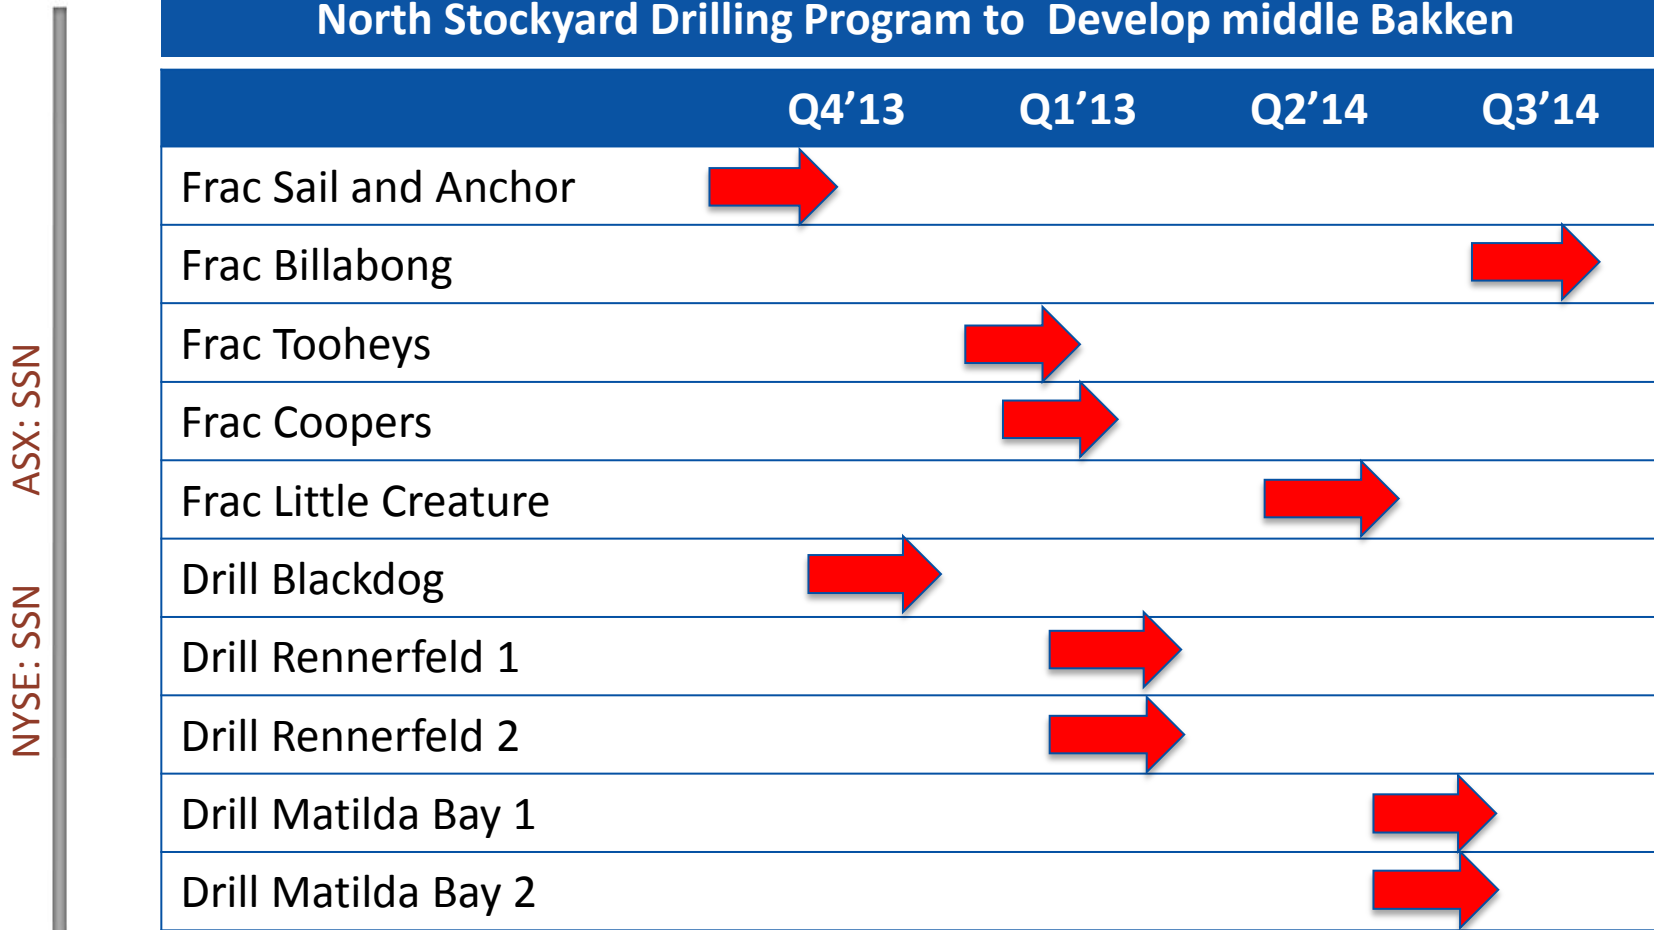 North Stockyard Drilling Program to  Develop middle Bakken
Q4’13 Q1’13 Q2’14 Q3’14
Frac Sail and Anchor
Frac Billabong
Frac Tooheys
Frac Coopers
Frac Little Creature
Drill Blackdog
Drill Rennerfeld 1
Drill Rennerfeld 2
Drill Matilda Bay 1
Drill Matilda Bay 2
NYSE: SSN ASX: SSN